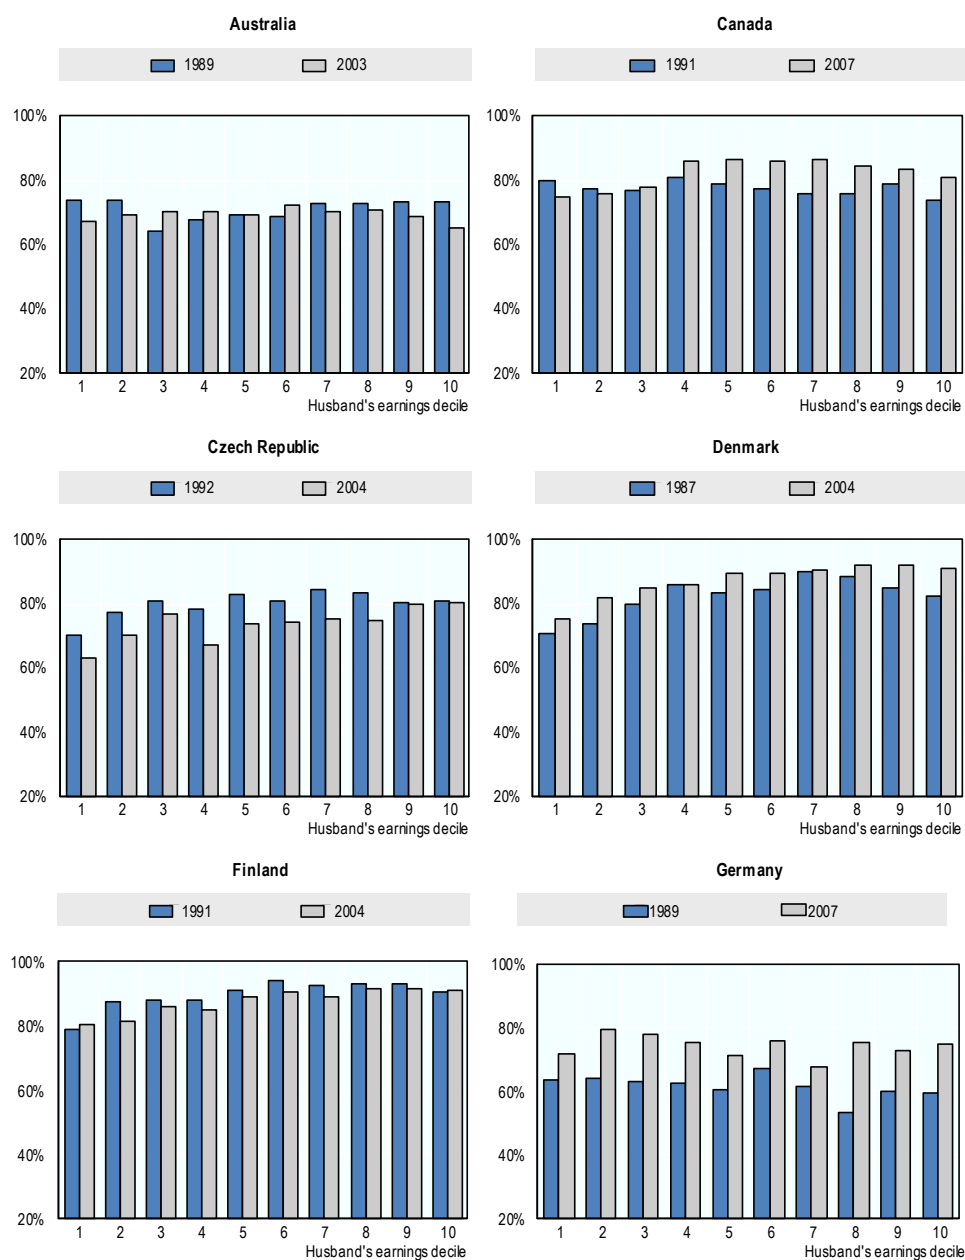 Australia
1989 2003
100%
80%
60%
40%
20%
1 2 3 4 5 6 7 8 9 10
Husband's earnings decile
Canada
1991 2007
100%
80%
60%
40%
20%
1 2 3 4 5 6 7 8 9 10
Husband's earnings decile
Czech Republic
1992 2004
100%
80%
60%
40%
20%
1 2 3 4 5 6 7 8 9 10
Husband's earnings decile
Denmark
1987 2004
100%
80%
60%
40%
20%
1 2 3 4 5 6 7 8 9 10
Husband's earnings decile
Finland
1991 2004
100%
80%
60%
40%
20%
1 2 3 4 5 6 7 8 9 10
Husband's earnings decile
Germany
1989 2007
100%
80%
60%
40%
20%
1 2 3 4 5 6 7 8 9 10
Husband's earnings decile